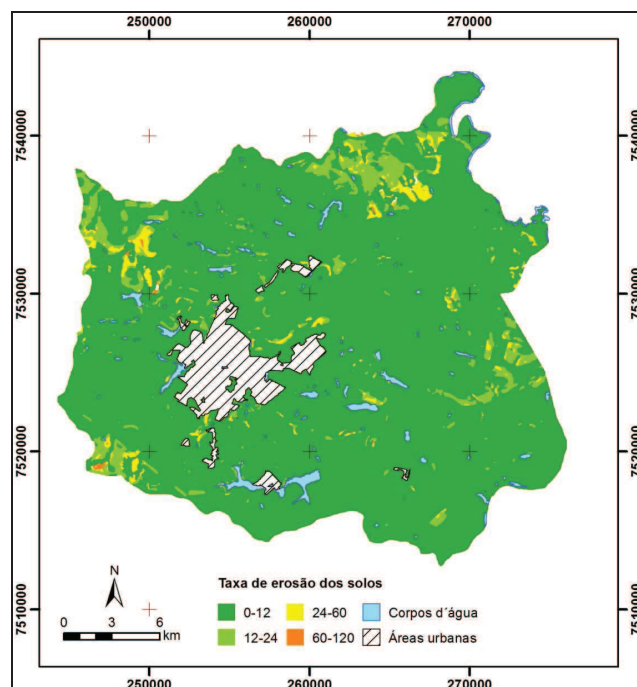 250000 260000 270000
7540000 7540000
7530000 7530000
7520000 7520000
7510000 7510000
N
0 3 6
km
Taxa de erosão dos solos
0-12 24-60 Corpos d´água
12-24 60-120 Áreas urbanas
250000 260000 270000